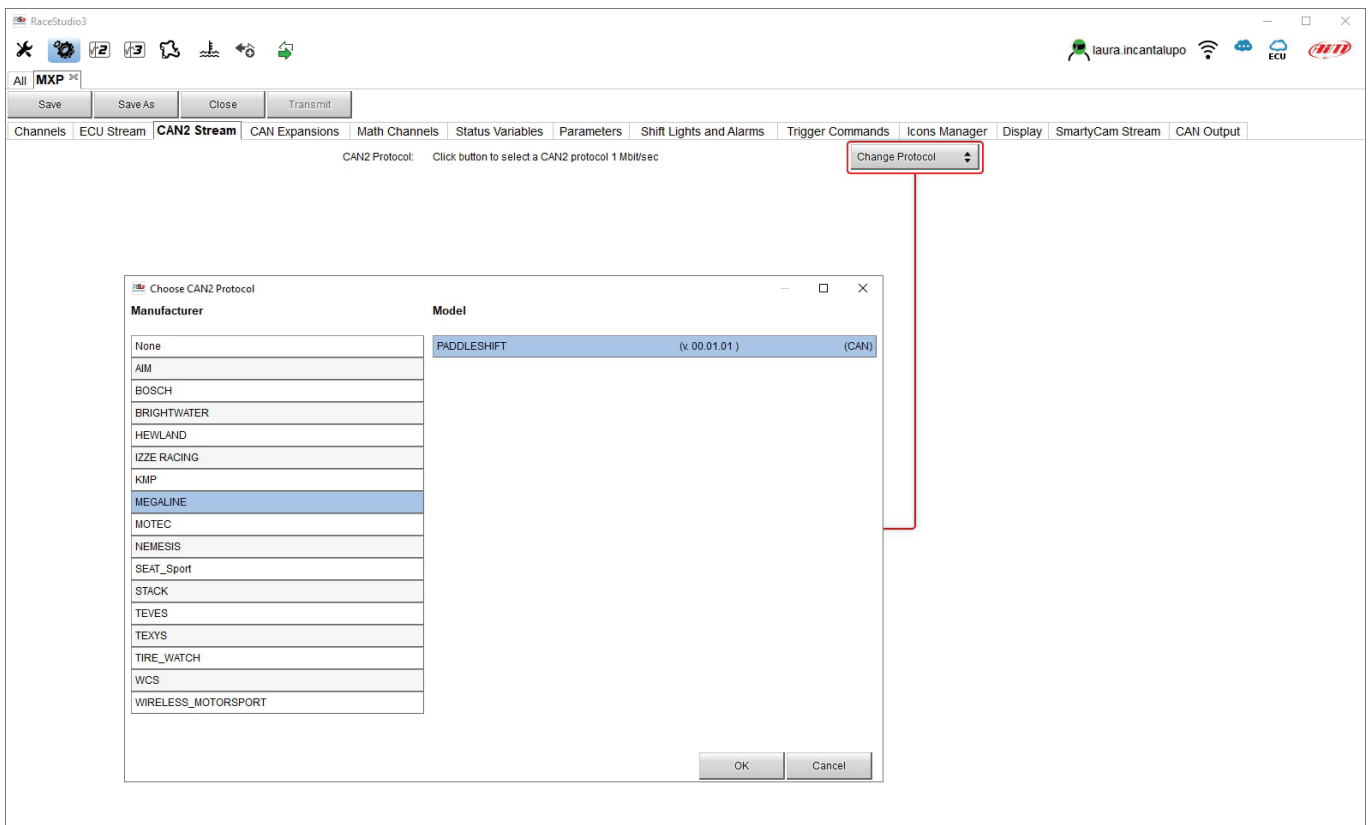 RaceStudio3
laura.incantalupo
ECU
AiM
All MXP
Save Save As Close Transmit
Channels ECU Stream CAN2 Stream CAN Expansions Math Channels Status Variables Parameters Shift Lights and Alarms Trigger Commands Icons Manager Display SmartyCam Stream CAN Output
CAN2 Protocol: Click button to select a CAN2 protocol 1 Mbit/sec Change Protocol
Choose CAN2 Protocol
Manufacturer Model
None PADDLESHIFT (v. 00.01.01 ) (CAN)
AIM
BOSCH
BRIGHTWATER
HEWLAND
IZZE RACING
KMP
MEGALINE
MOTEC
NEMESIS
SEAT_Sport
STACK
TEVES
TEXYS
TIRE_WATCH
WCS
WIRELESS_MOTORSPORT
OK Cancel